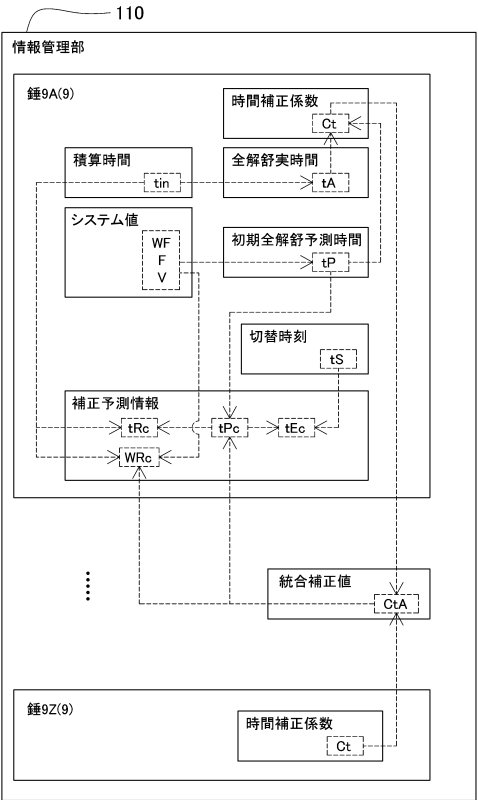 110
情報管理部
錘9A(9)
時間補正係数
Ct
積算時間
tin
全解舒実時間
tA
システム値
WF
F
V
初期全解舒予測時間
tP
切替時刻
tS
補正予測情報
tRc
tPc
tEc
WRc
統合補正値
CtA
錘9Z(9)
時間補正係数
Ct